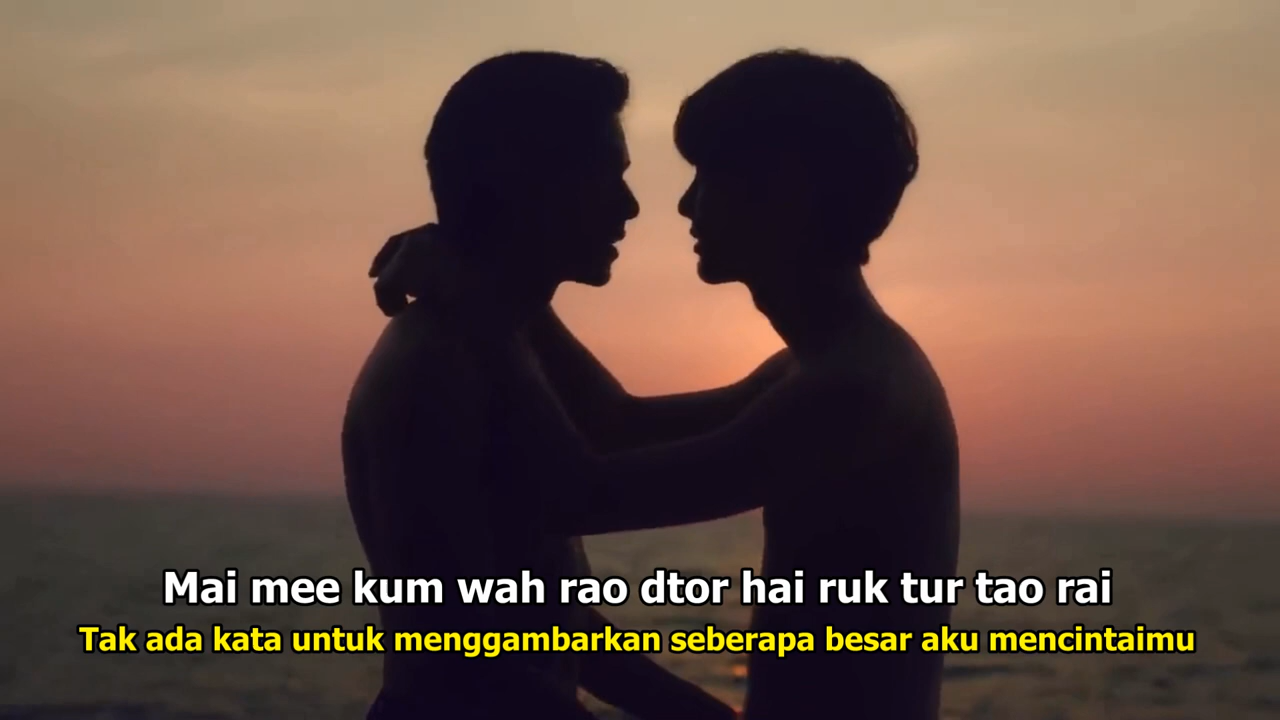 Mai mee kum wah rao dtor hai ruk tur tao rai
Tak ada kata untuk menggambarkan seberapa besar aku mencintaimu